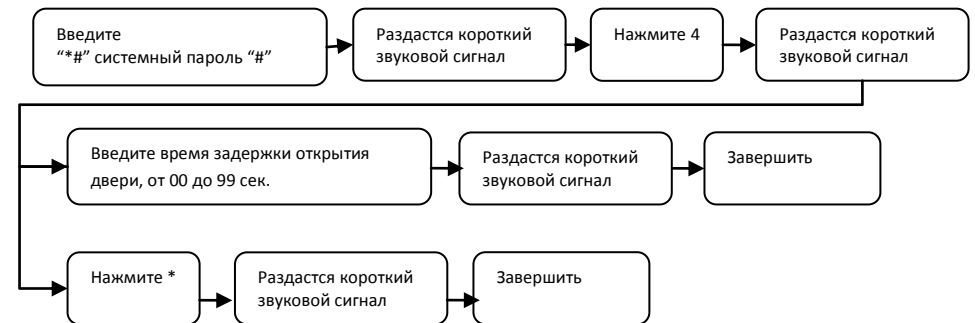 Введите
“*#” системный пароль “#”
Раздастся короткий
звуковой сигнал
Нажмите 4
Раздастся короткий
звуковой сигнал
Введите время задержки открытия
двери, от 00 до 99 сек.
Раздастся короткий
звуковой сигнал
Завершить
Нажмите *
Раздастся короткий
звуковой сигнал
Завершить